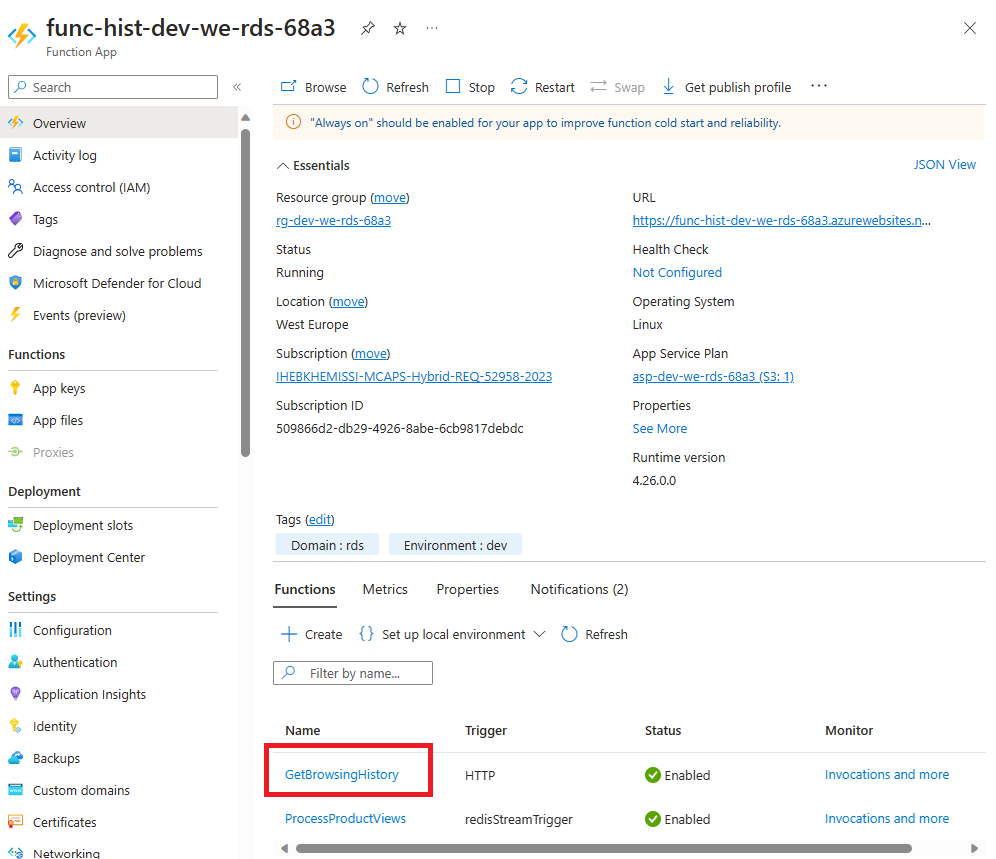 func-hist-dev-we-rds-68a3
Function App
Search
Overview
Activity log
Access control (IAM)
Tags
Diagnose and solve problems
Microsoft Defender for Cloud
Events (preview)
Functions
App keys
App files
Proxies
Deployment
Deployment slots
Deployment Center
Settings
Configuration
Authentication
Application Insights
Identity
Backups
Custom domains
Certificates
Networking
Browse Refresh Stop Restart Swap Get publish profile
"Always on" should be enabled for your app to improve function cold start and reliability.
Essentials JSON View
Resource group (move)
rg-dev-we-rds-68a3
Status
Running
Location (move)
West Europe
Subscription (move)
IHEBKHEMISSI-MCAPS-Hybrid-REQ-52958-2023
Subscription ID
509866d2-db29-4926-8abe-6cb9817debdc
URL
https://func-hist-dev-we-rds-68a3.azurewebsites.n...
Health Check
Not Configured
Operating System
Linux
App Service Plan
asp-dev-we-rds-68a3 (S3: 1)
Properties
See More
Runtime version
4.26.0.0
Tags (edit)
Domain : rds Environment : dev
Functions Metrics Properties Notifications (2)
Create {} Set up local environment Refresh
Filter by name...
Name Trigger Status Monitor
GetBrowsingHistory HTTP Enabled Invocations and more
ProcessProductViews redisStreamTrigger Enabled Invocations and more